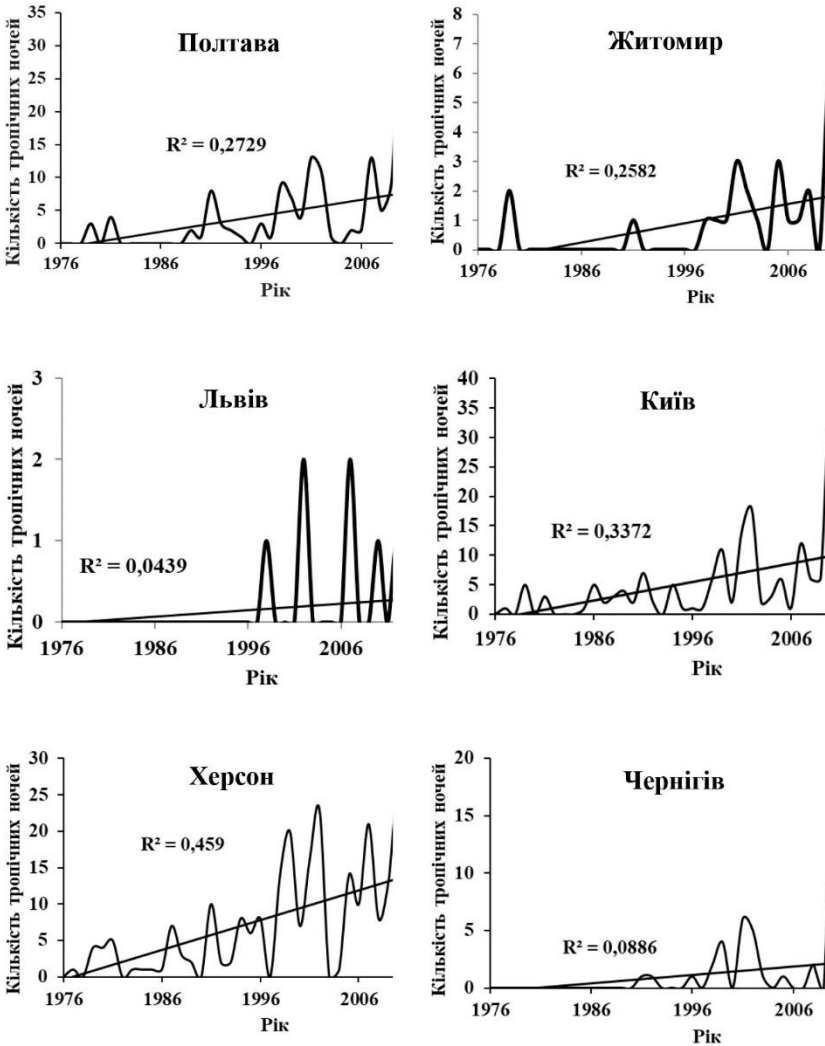 Полтава
Кількість тропічних ночей
35
30
25
20
15
10
5
0
R² = 0,2729
1976 1986 1996 2006
Рік
Житомир
Кількість тропічних ночей
8
7
6
5
4
3
2
1
0
R² = 0,2582
1976 1986 1996 2006
Рік
Львів
Кількість тропічних ночей
3
2
1
0
R² = 0,0439
1976 1986 1996 2006
Рік
Київ
Кількість тропічних ночей
40
35
30
25
20
15
10
5
0
R² = 0,3372
1976 1986 1996 2006
Рік
Херсон
Кількість тропічних ночей
30
25
20
15
10
5
0
R² = 0,459
1976 1986 1996 2006
Рік
Чернігів
Кількість тропічних ночей
20
15
10
5
0
R² = 0,0886
1976 1986 1996 2006
Рік